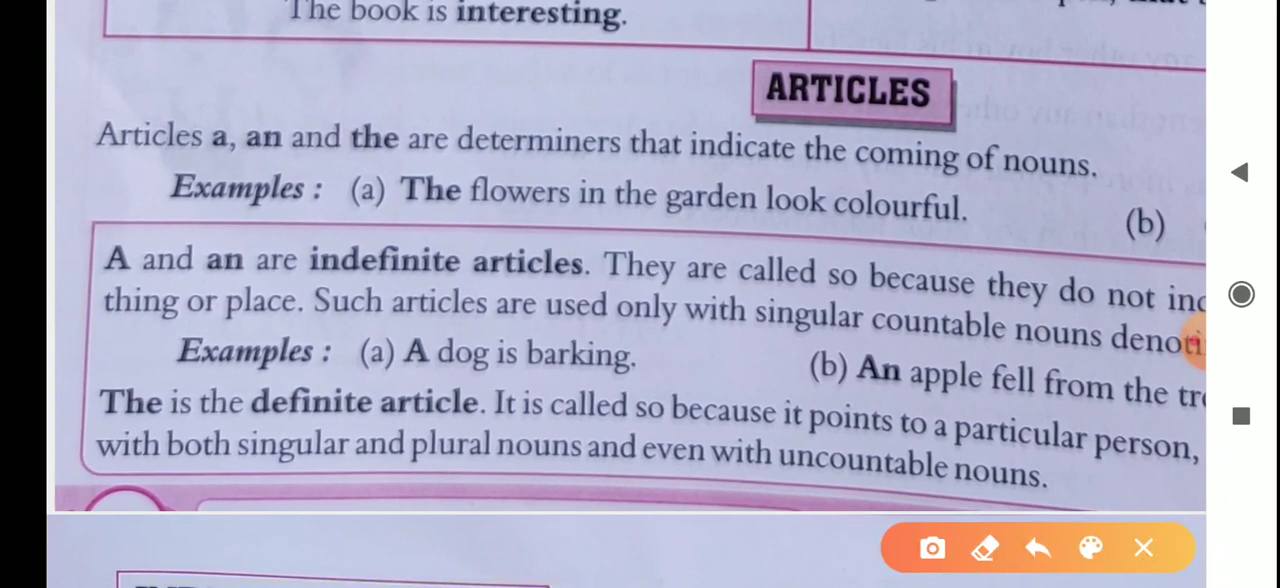 The book is interesting.
ARTICLES
Articles a, an and the are determiners that indicate the coming of nouns.
Examples : (a) The flowers in the garden look colourful. (b)
A and an are indefinite articles. They are called so because they do not
thing or place. Such articles are used only with singular countable nouns
Examples : (a) A dog is barking. (b) An apple fell from the
The is the definite article. It is called so because it points to a particular person,
with both singular and plural nouns and even with uncountable nouns.